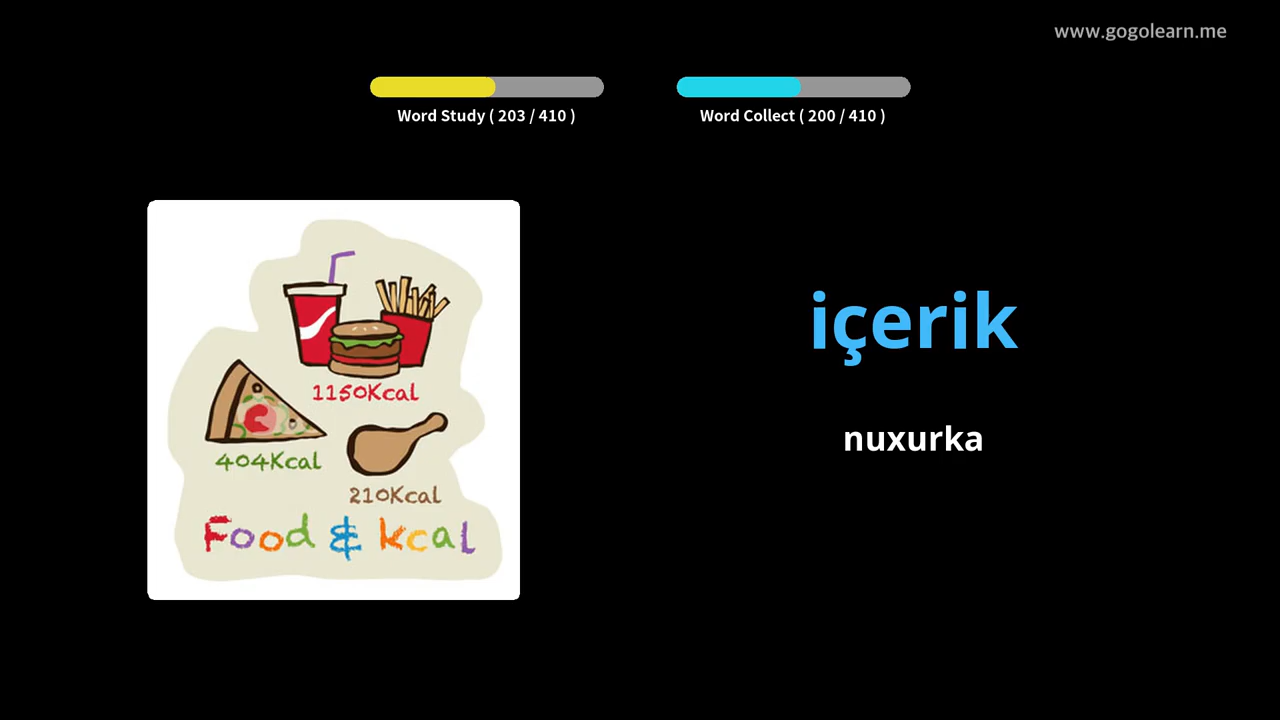 www.gogolearn.me
Word Study ( 203 / 410 )
Word Collect ( 200 / 410 )
1150Kcal
404Kcal
210Kcal
Food & kcal
içerik
nuxurka